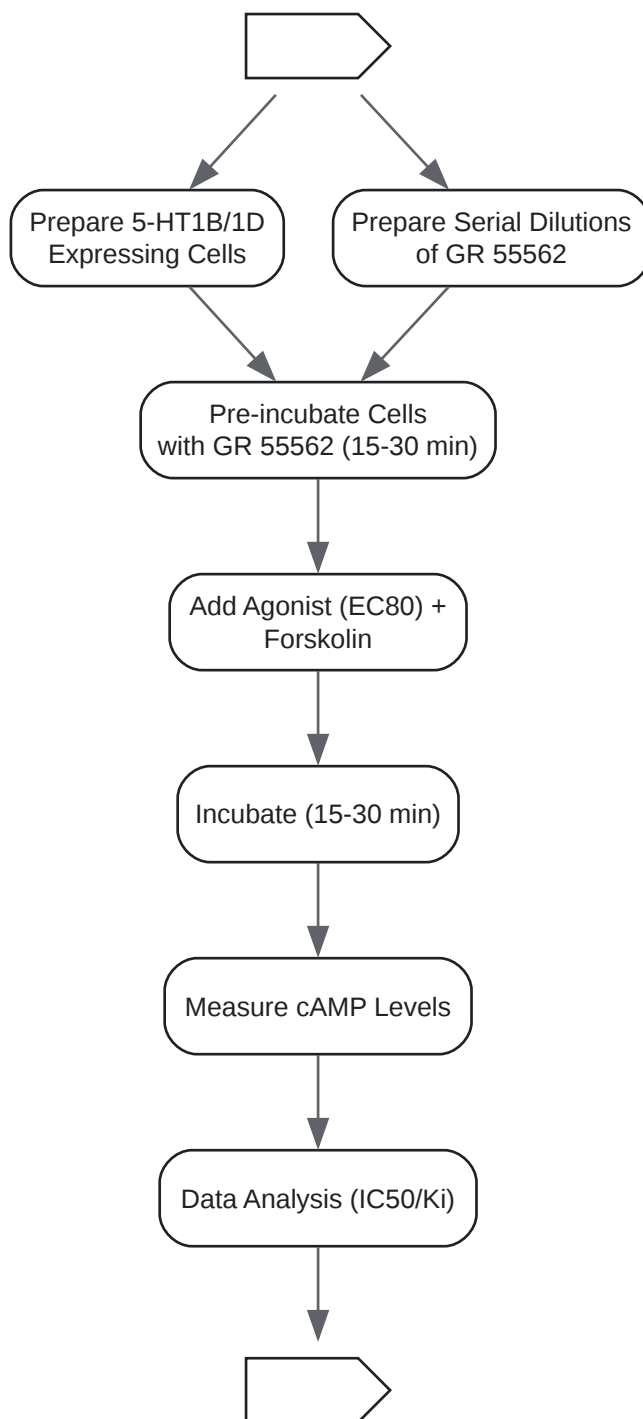 Prepare 5-HT1B/1D
Expressing Cells
Prepare Serial Dilutions
of GR 55562
Pre-incubate Cells
with GR 55562 (15-30 min)
Add Agonist (EC80) +
Forskolin
Incubate (15-30 min)
Measure cAMP Levels
Data Analysis (IC50/Ki)